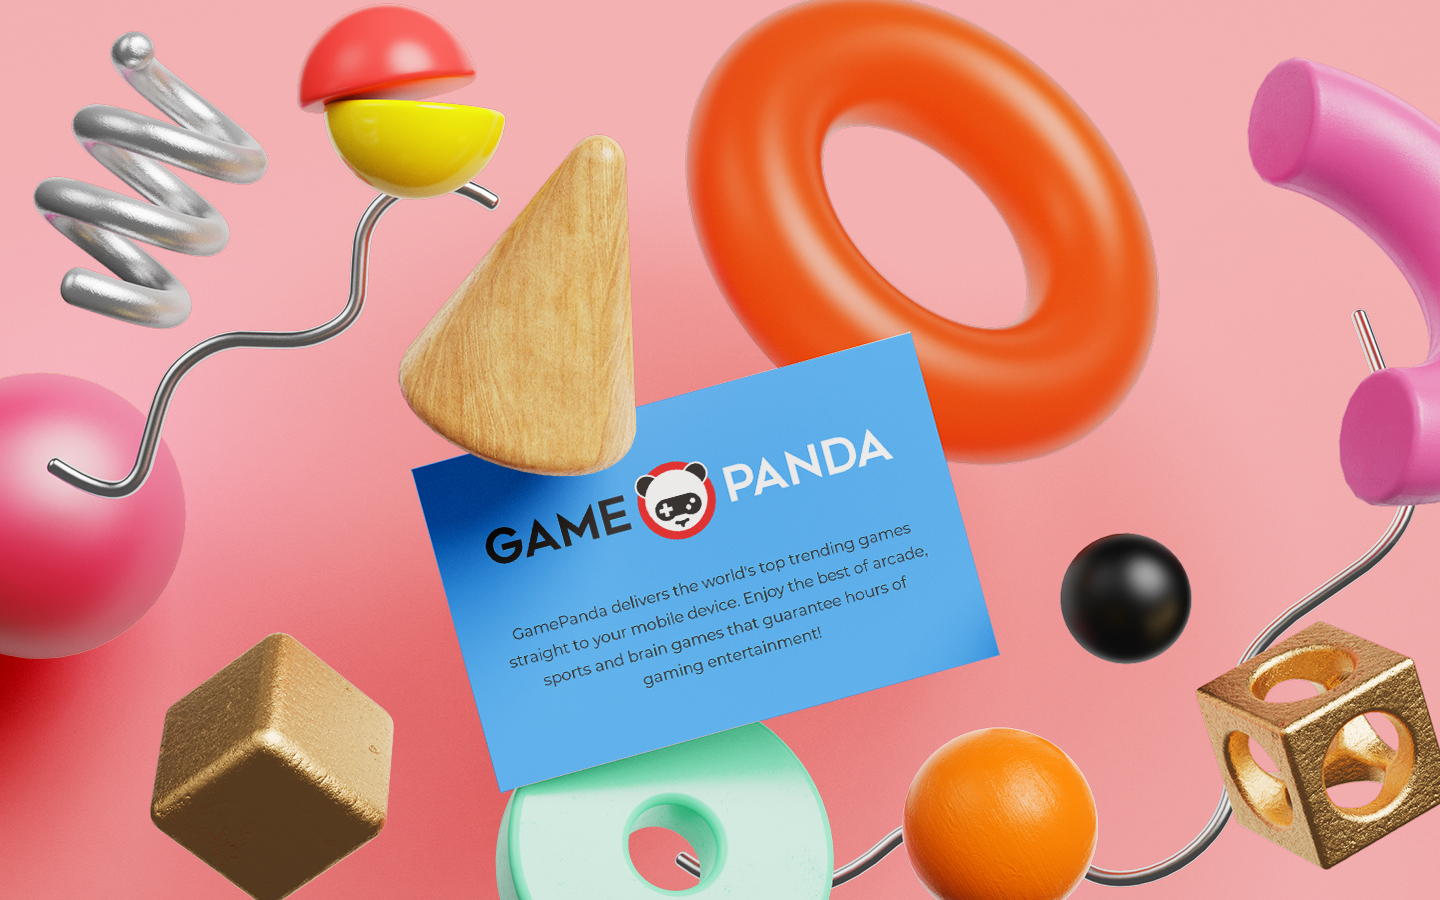 GAME PANDA
GamePanda delivers the world's top trending games
straight to your mobile device. Enjoy the best of arcade,
sports and brain games that guarantee hours of
gaming entertainment!